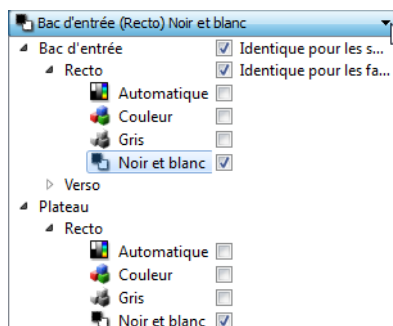 Bac d'entrée (Recto) Noir et blanc
Bac d'entrée Identique pour les s...
Recto Identique pour les fa...
Automatique
Couleur
Gris
Noir et blanc
Verso
Plateau
Recto
Automatique
Couleur
Gris
Noir et blanc